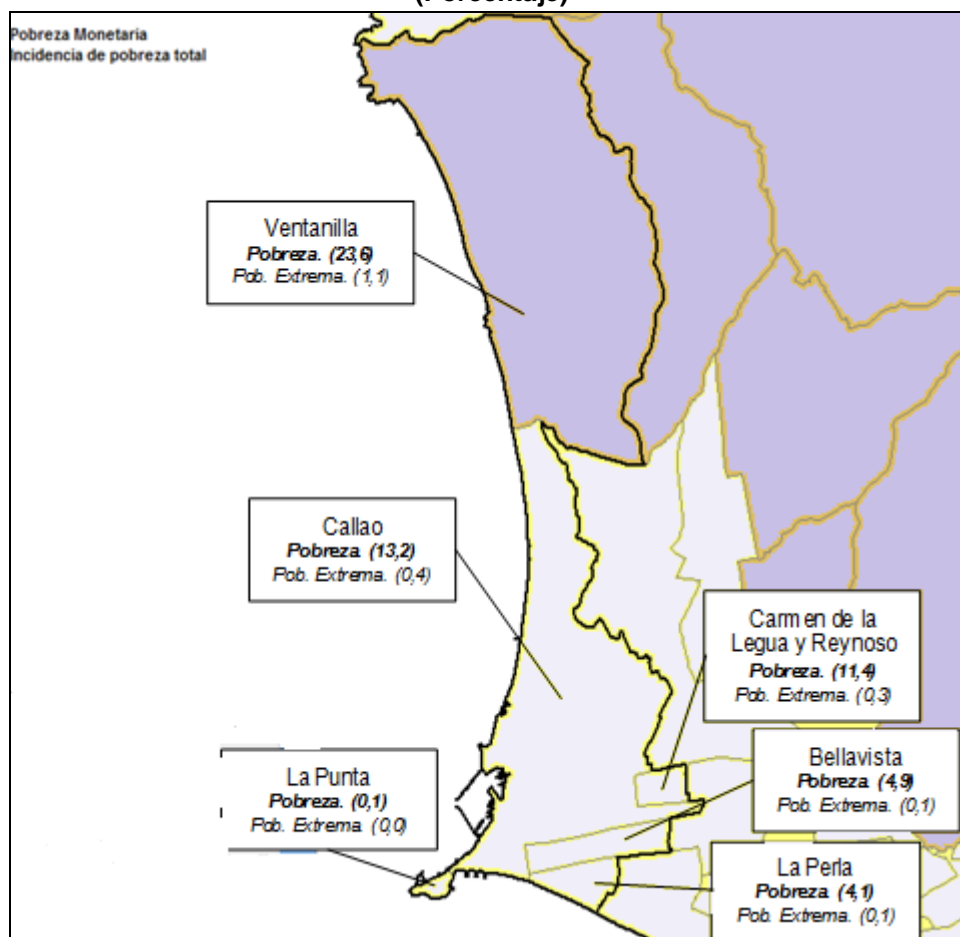 (Porcentaje)
Pobreza Monetaria
Incidencia de pobreza total
Ventanilla
Pobreza. (23,6)
Pob. Extrema. (1,1)
Callao
Pobreza. (13,2)
Pob. Extrema. (0,4)
Carmen de la
Legua y Reynoso
Pobreza. (11,4)
Pob. Extrema. (0,3)
La Punta
Pobreza. (0,1)
Pob. Extrema. (0,0)
Bellavista
Pobreza. (4,9)
Pob. Extrema. (0,1)
La Perla
Pobreza. (4,1)
Pob. Extrema. (0,1)